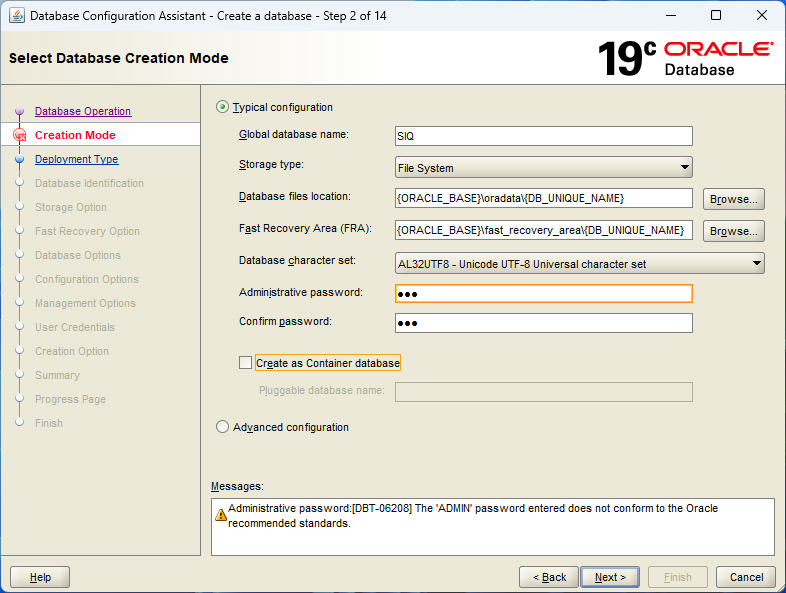 Database Configuration Assistant - Create a database - Step 2 of 14
Select Database Creation Mode
19c ORACLE
Database
Database Operation
Creation Mode
Deployment Type
Database Identification
Storage Option
Fast Recovery Option
Database Options
Configuration Options
Management Options
User Credentials
Creation Option
Summary
Progress Page
Finish
Typical configuration
Global database name: SIQ
Storage type: File System
Database files location: {ORACLE_BASE}\oradata\{DB_UNIQUE_NAME} Browse...
Fast Recovery Area (FRA): {ORACLE_BASE}\fast_recovery_area\{DB_UNIQUE_NAME} Browse...
Database character set: AL32UTF8 - Unicode UTF-8 Universal character set
Administrative password: •••
Confirm password: •••
Create as Container database
Pluggable database name:
Advanced configuration
Messages:
Administrative password:[DBT-06208] The 'ADMIN' password entered does not conform to the Oracle
recommended standards.
Help < Back Next > Finish Cancel